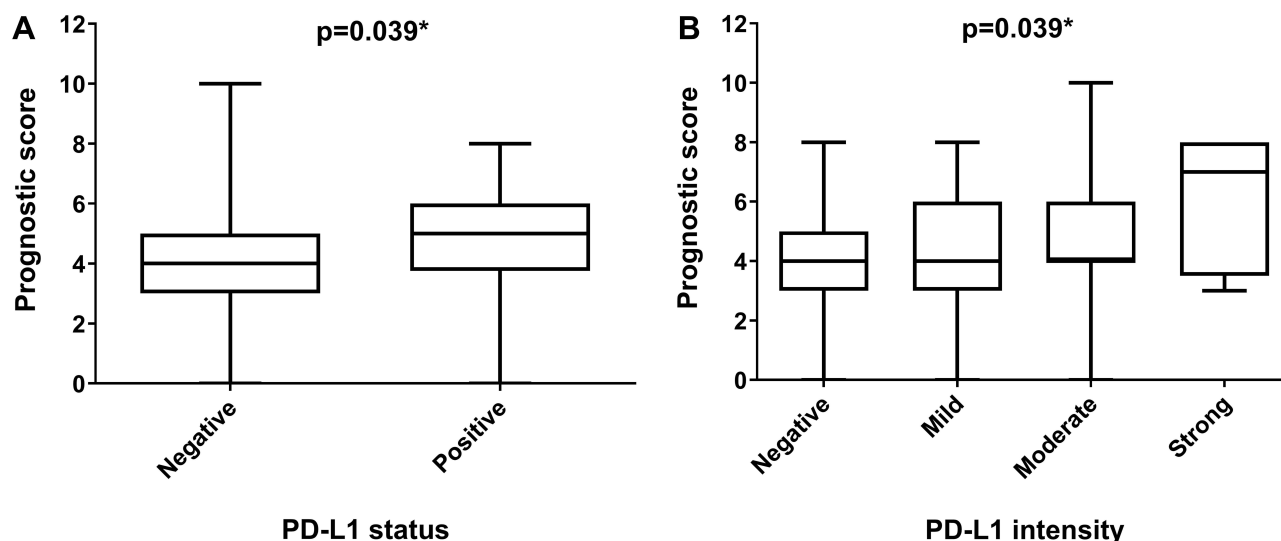 A
p=0.039*
Prognostic score
12
10
8
6
4
2
0
Negative
Positive
PD-L1 status
B
p=0.039*
Prognostic score
12
10
8
6
4
2
0
Negative
Mild
Moderate
Strong
PD-L1 intensity